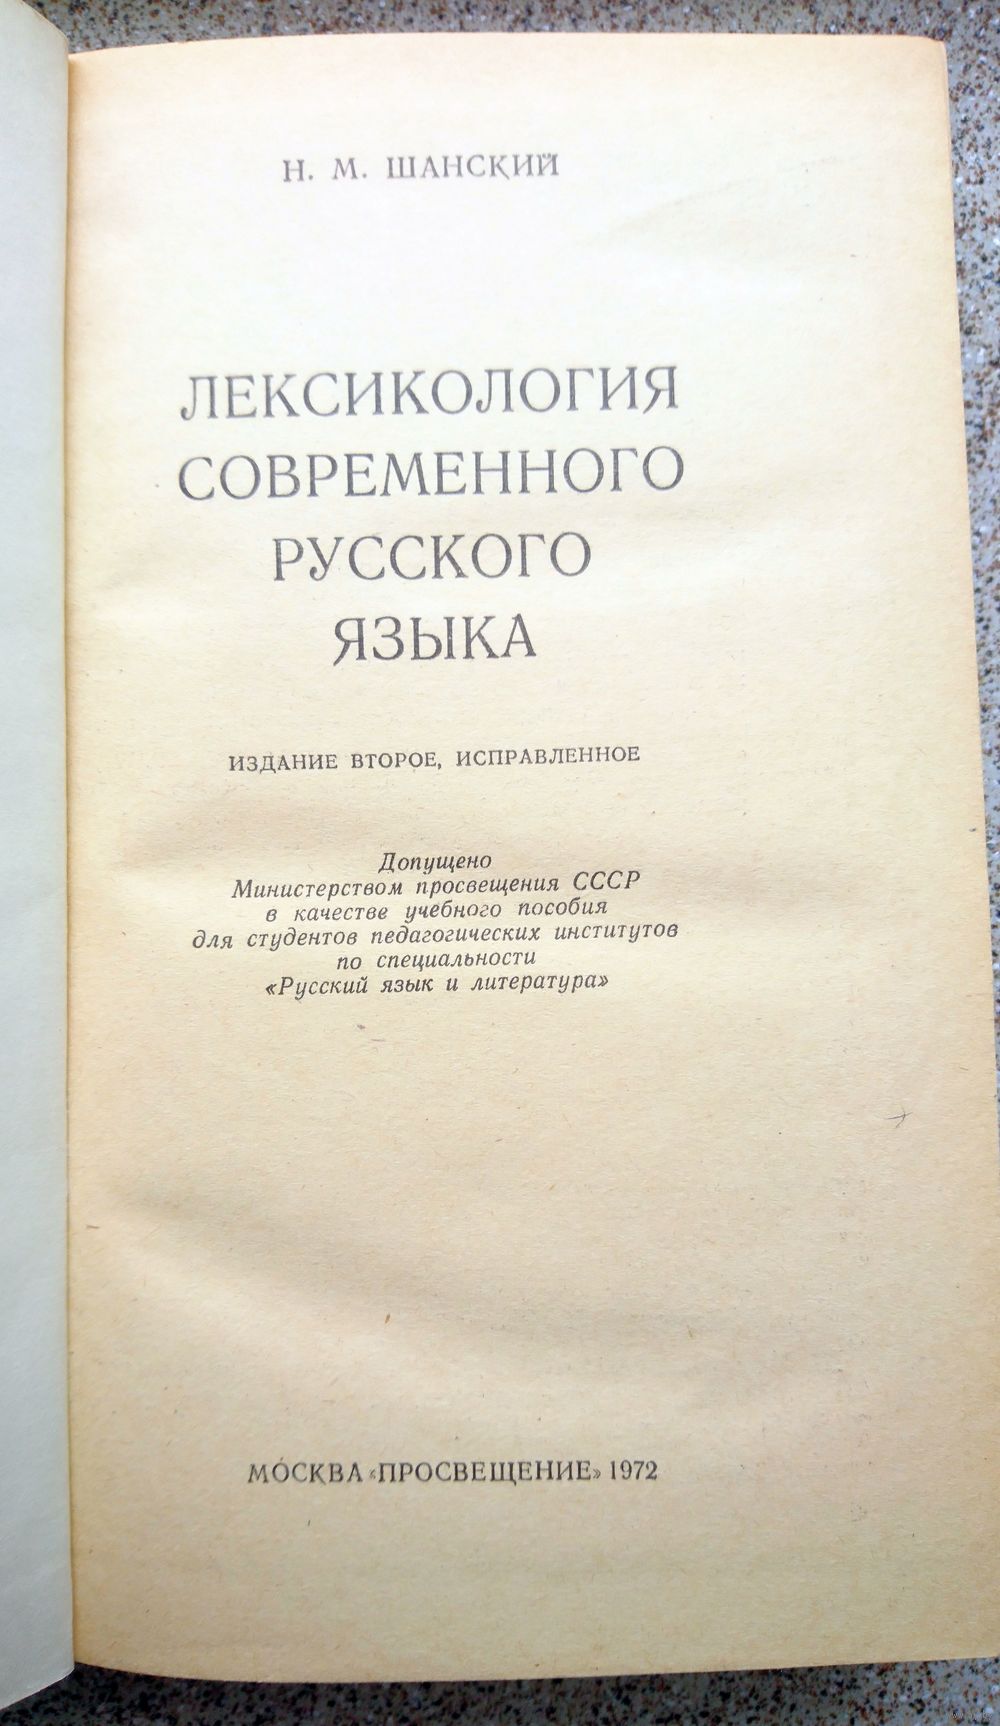 Н. М. ШАНСКИЙ
ЛЕКСИКОЛОГИЯ
СОВРЕМЕННОГО
РУССКОГО
ЯЗЫКА
ИЗДАНИЕ ВТОРОЕ, ИСПРАВЛЕННОЕ
Допущено
Министерством просвещения СССР
в качестве учебного пособия
для студентов педагогических институтов
по специальности
«Русский язык и литература»
МОСКВА «ПРОСВЕЩЕНИЕ» 1972